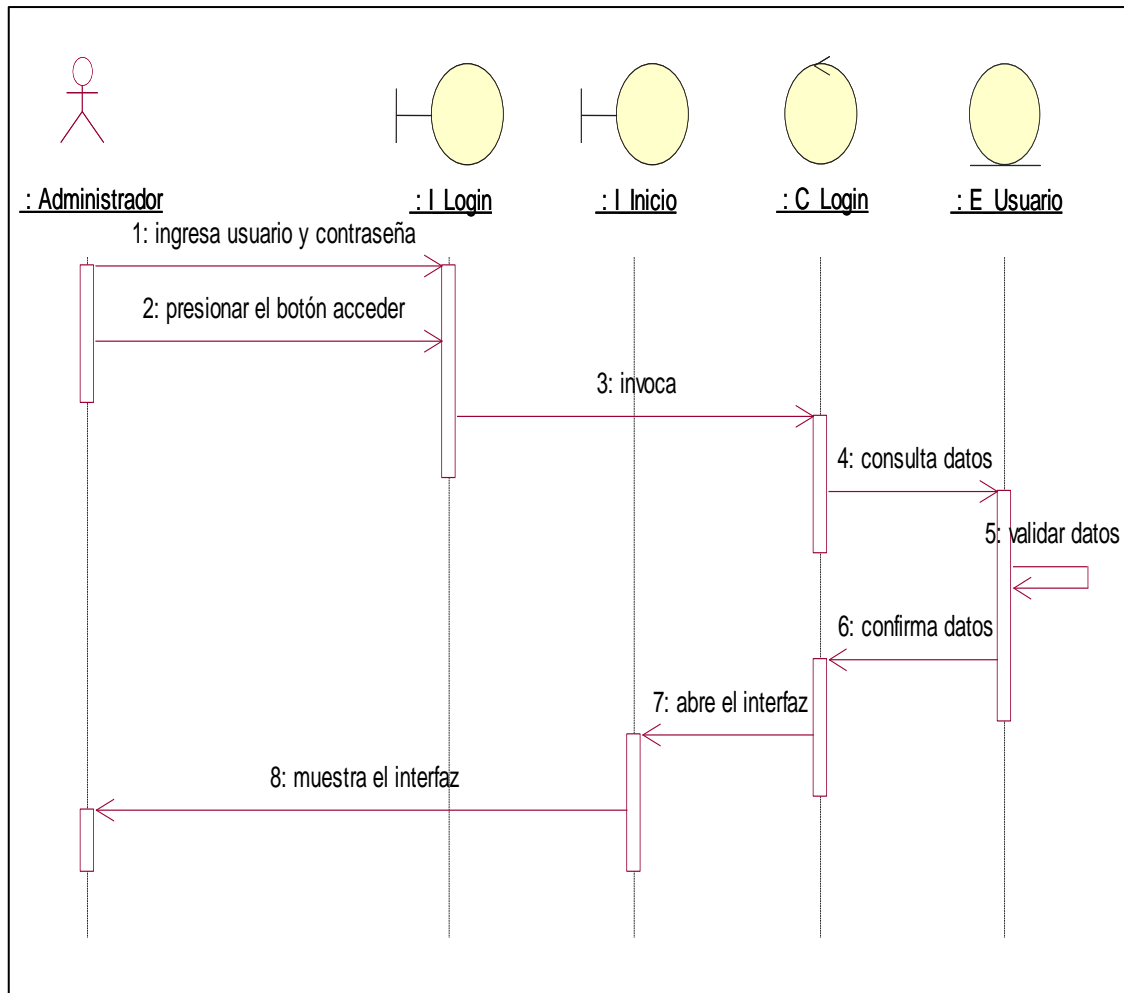 : Administrador
: I Login
: I Inicio
: C Login
: E Usuario
1: ingresa usuario y contraseña
2: presionar el botón acceder
3: invoca
4: consulta datos
5: validar datos
6: confirma datos
7: abre el interfaz
8: muestra el interfaz